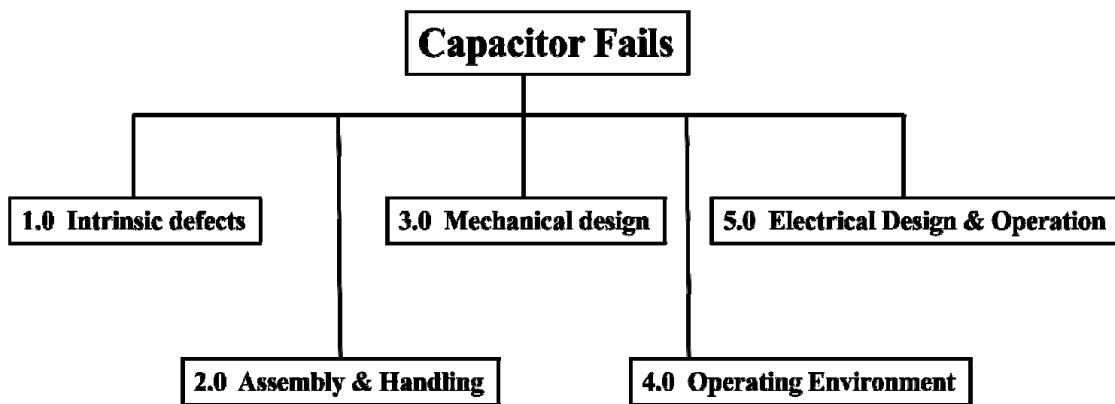 Capacitor Fails
1.0 Intrinsic defects
3.0 Mechanical design
5.0 Electrical Design & Operation
2.0 Assembly & Handling
4.0 Operating Environment